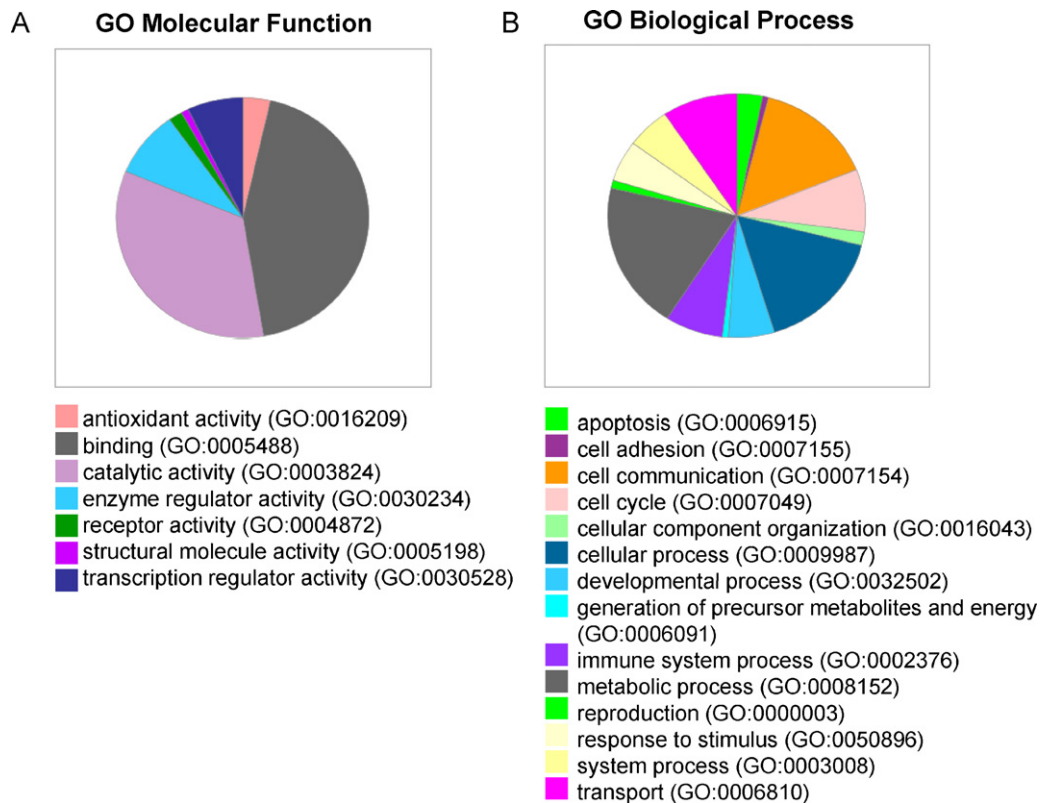 A
GO Molecular Function
antioxidant activity (GO:0016209)
binding (GO:0005488)
catalytic activity (GO:0003824)
enzyme regulator activity (GO:0030234)
receptor activity (GO:0004872)
structural molecule activity (GO:0005198)
transcription regulator activity (GO:0030528)
B
GO Biological Process
apoptosis (GO:0006915)
cell adhesion (GO:0007155)
cell communication (GO:0007154)
cell cycle (GO:0007049)
cellular component organization (GO:0016043)
cellular process (GO:0009987)
developmental process (GO:0032502)
generation of precursor metabolites and energy
(GO:0006091)
immune system process (GO:0002376)
metabolic process (GO:0008152)
reproduction (GO:0000003)
response to stimulus (GO:0050896)
system process (GO:0003008)
transport (GO:0006810)